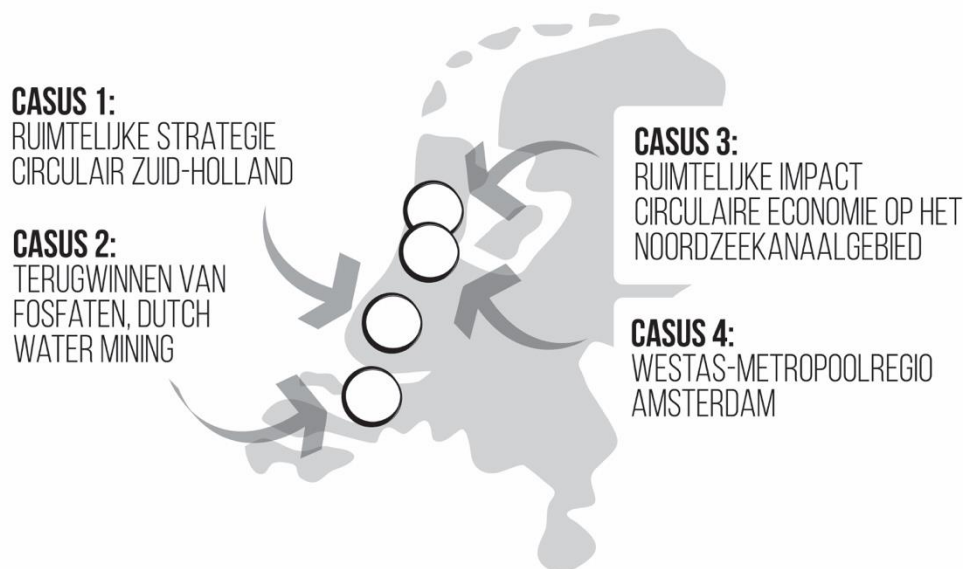 CASUS 1:
RUIMTELIJKE STRATEGIE
CIRCULAIR ZUID-HOLLAND
CASUS 2:
TERUGWINNEN VAN
FOSFATEN, DUTCH
WATER MINING
CASUS 3:
RUIMTELIJKE IMPACT
CIRCULAIRE ECONOMIE OP HET
NOORDZEEKANAALGEBIED
CASUS 4:
WESTAS-METROPOOLREGIO
AMSTERDAM